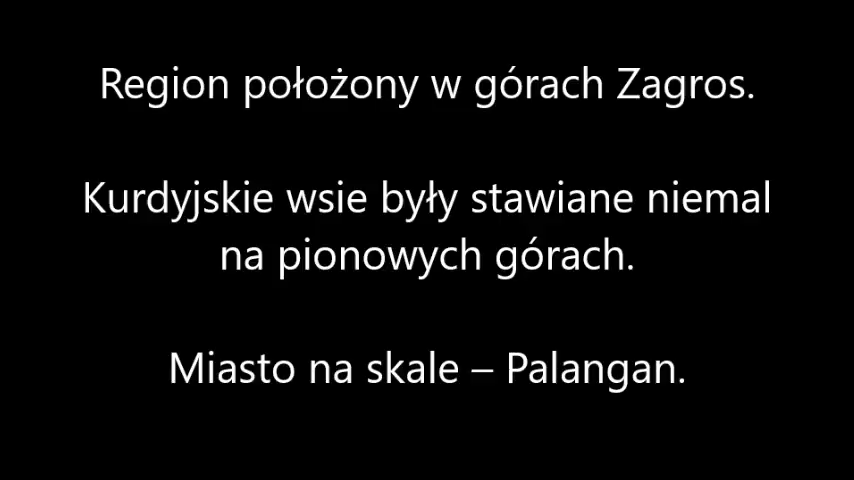 Region położony w górach Zagros.
Kurdyjskie wsie były stawiane niemal
na pionowych górach.
Miasto na skale – Palangan.